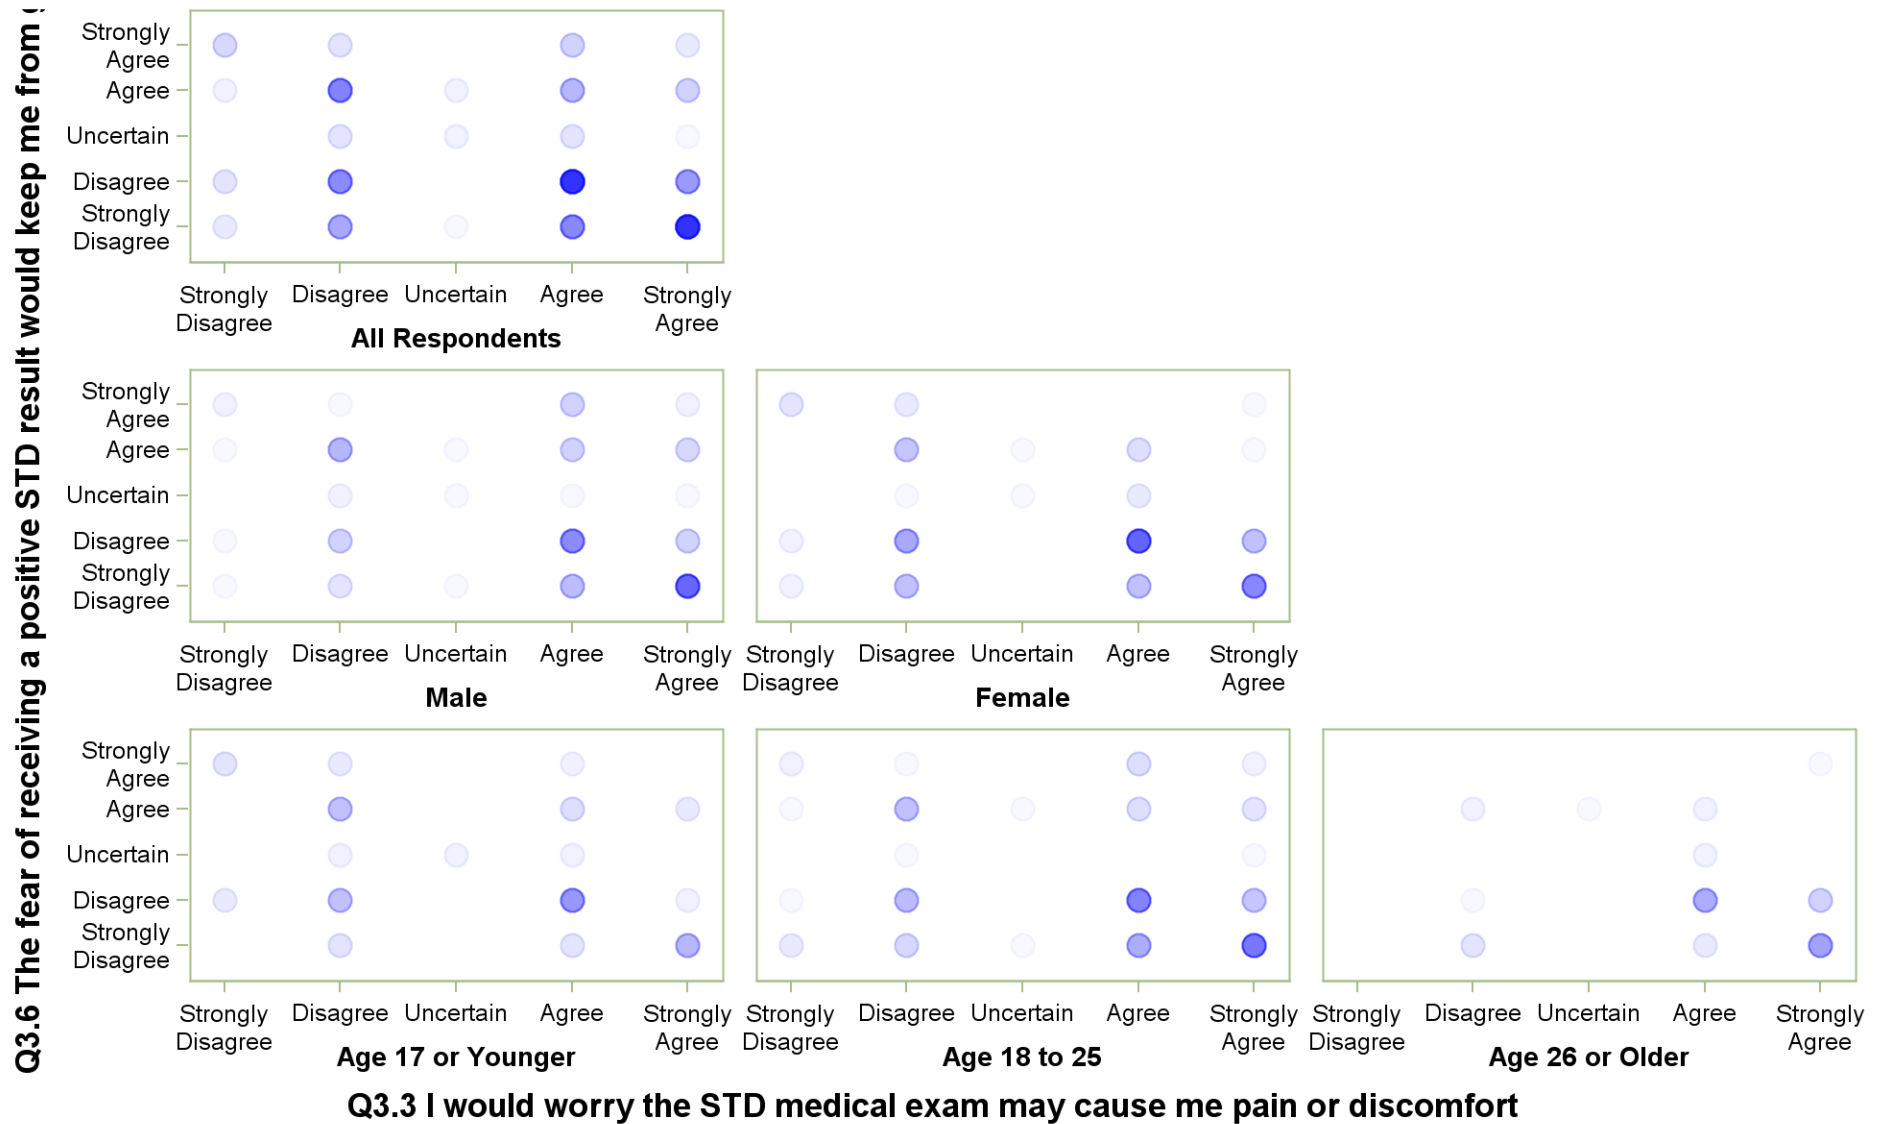 Q3.6 The fear of receiving a positive STD result would keep me from
Strongly
Agree
Agree
Uncertain
Disagree
Strongly
Disagree
Strongly Disagree Uncertain Agree Strongly
Disagree Agree
All Respondents
Strongly
Agree
Agree
Uncertain
Disagree
Strongly
Disagree
Strongly Disagree Uncertain Agree Strongly Strongly Disagree Uncertain Agree Strongly
Disagree Agree Disagree Agree
Male Female
Strongly
Agree
Agree
Uncertain
Disagree
Strongly
Disagree
Strongly Disagree Uncertain Agree Strongly Strongly Disagree Uncertain Agree Strongly Strongly Disagree Uncertain Agree Strongly
Disagree Agree Disagree Agree Disagree Agree
Age 17 or Younger Age 18 to 25 Age 26 or Older
Q3.3 I would worry the STD medical exam may cause me pain or discomfort